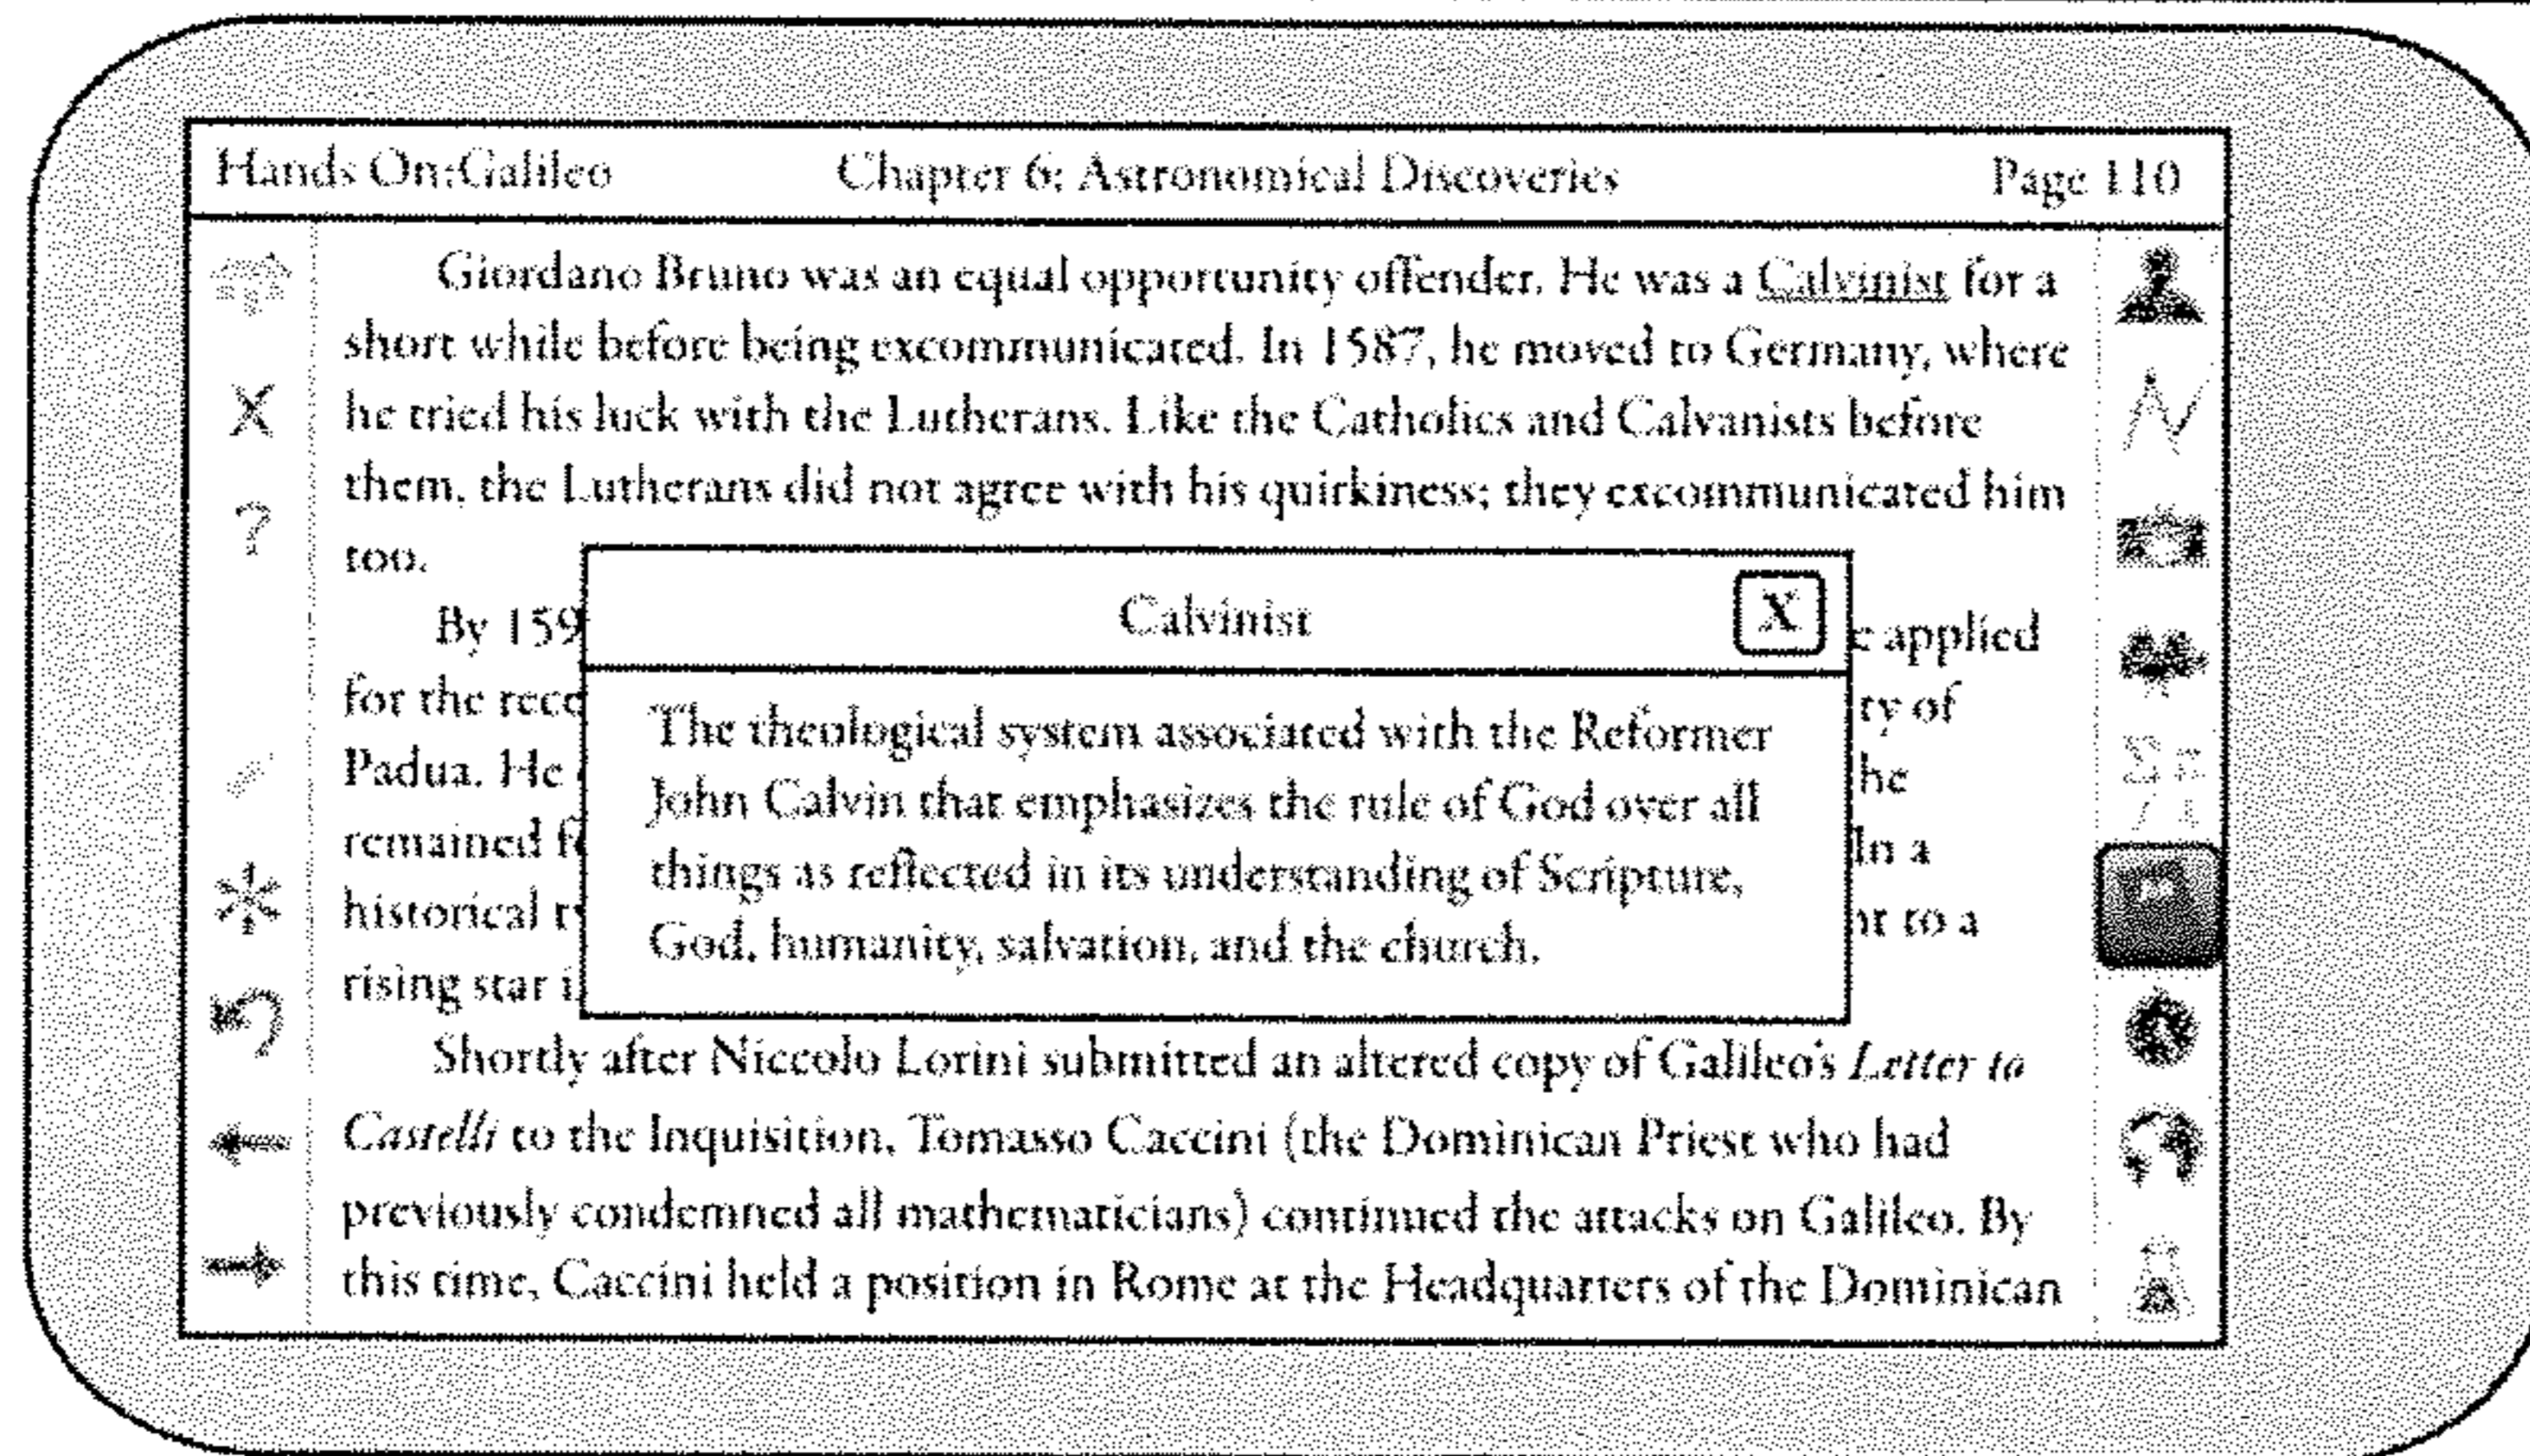 Hands On:Galileo Chapter 6: Astronomical Discoveries Page 110
Giordano Bruno was an equal opportunity offender. He was a Calvinist for a
short while before being excommunicated. In 1587, he moved to Germany, where
he tried his luck with the Lutherans. Like the Catholics and Calvanists before
them, the Lutherans did not agree with his quirkiness; they excommunicated him
too.
By 159
applied
for the
of
Padua. He
remained
In a
historical
to a
rising star
Calvinist X
The theological system associated with the Reformer
John Calvin that emphasizes the rule of God over all
things as reflected in its understanding of Scripture,
God, humanity, salvation, and the church.
Shortly after Niccolo Lorini submitted an altered copy of Galileo's Letter to
Castelli to the Inquisition, Tomasso Caccini (the Dominican Priest who had
previously condemned all mathematicians) continued the attacks on Galileo. By
this time, Caccini held a position in Rome at the Headquarters of the Dominican
X
?